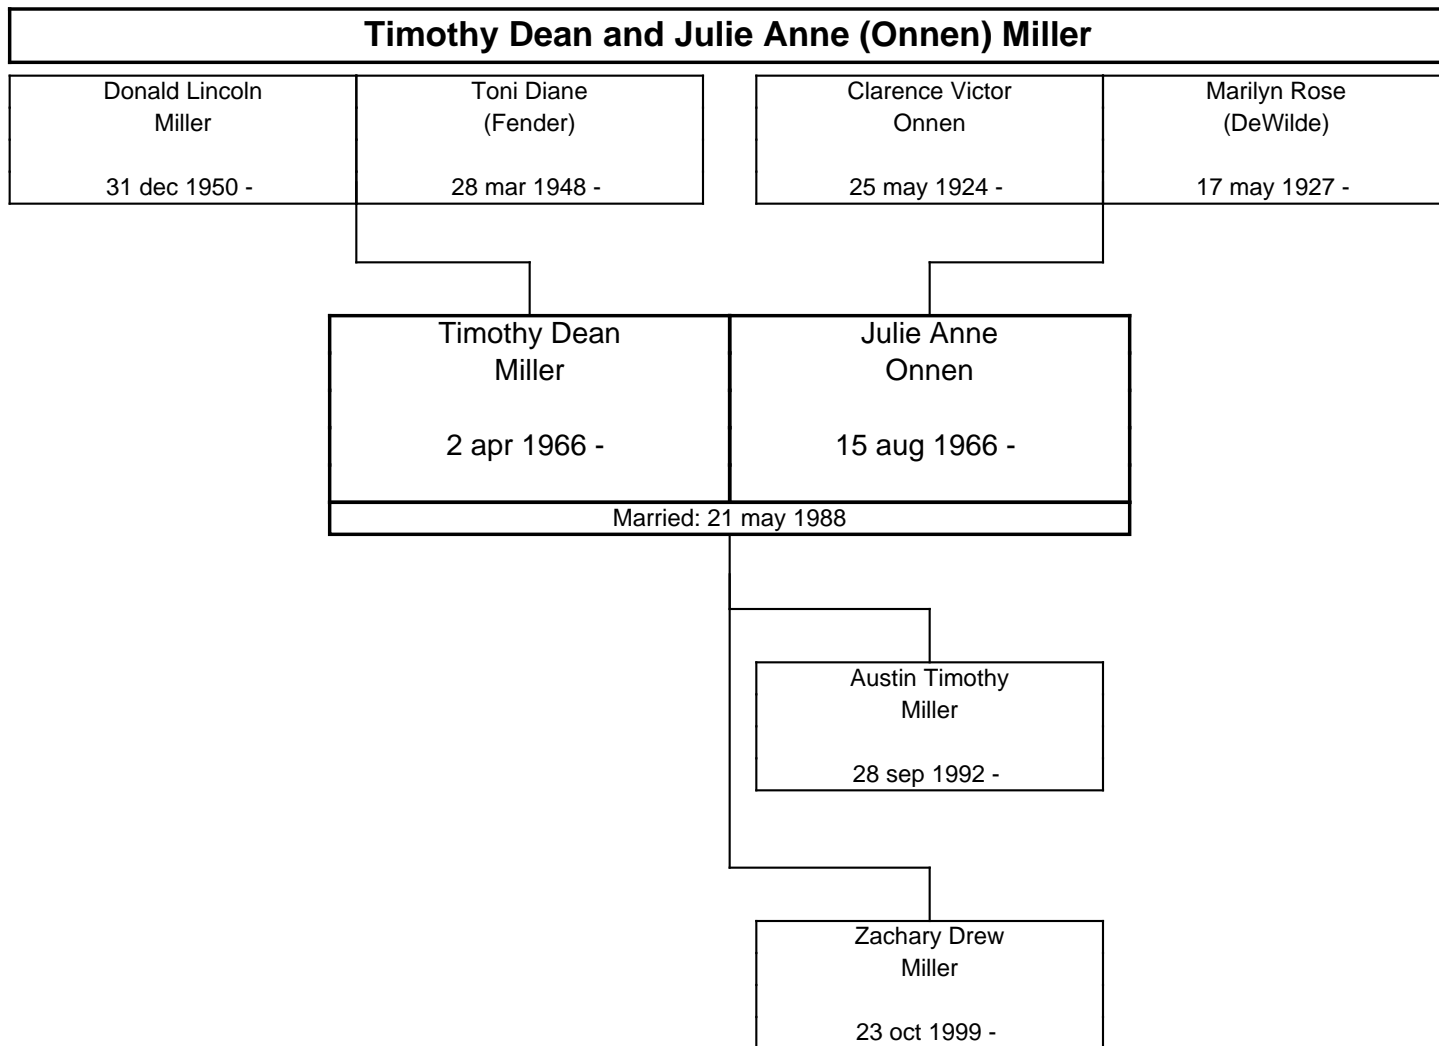 Timothy Dean and Julie Anne (Onnen) Miller
Donald Lincoln
Miller
31 dec 1950 -
Toni Diane
(Fender)
28 mar 1948 -
Clarence Victor
Onnen
25 may 1924 -
Marilyn Rose
(DeWilde)
17 may 1927 -
Timothy Dean
Miller
2 apr 1966 -
Julie Anne
Onnen
15 aug 1966 -
Married: 21 may 1988
Austin Timothy
Miller
28 sep 1992 -
Zachary Drew
Miller
23 oct 1999 -